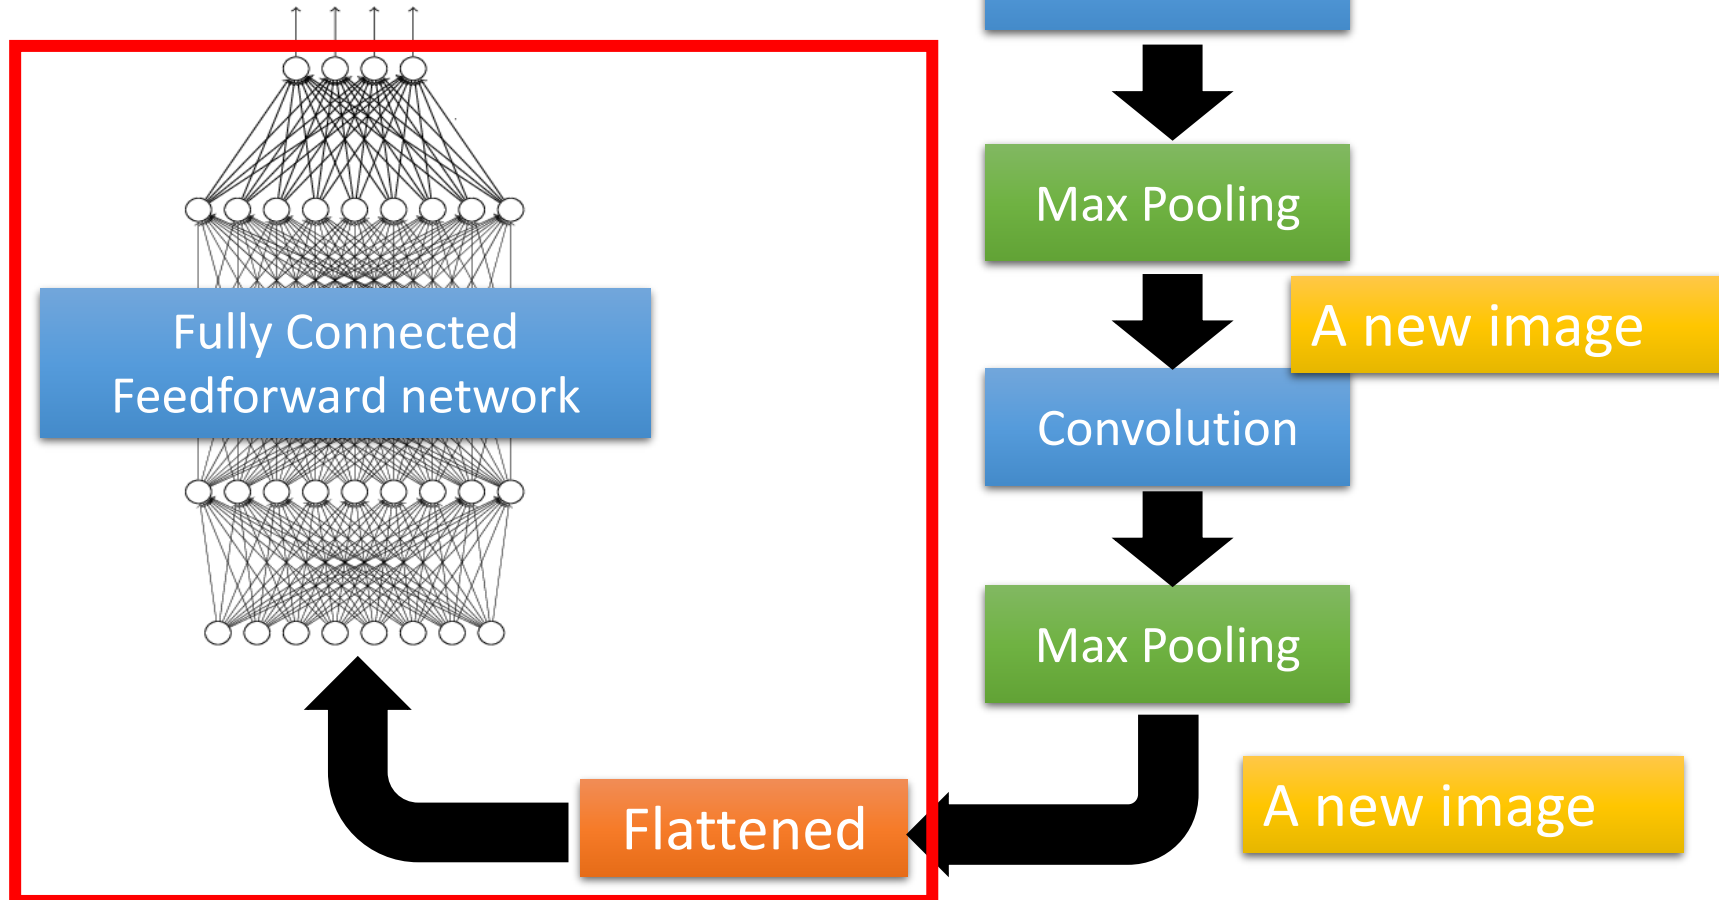 Max Pooling
A new image
Fully Connected
Feedforward network
Convolution
Max Pooling
Flattened
A new image